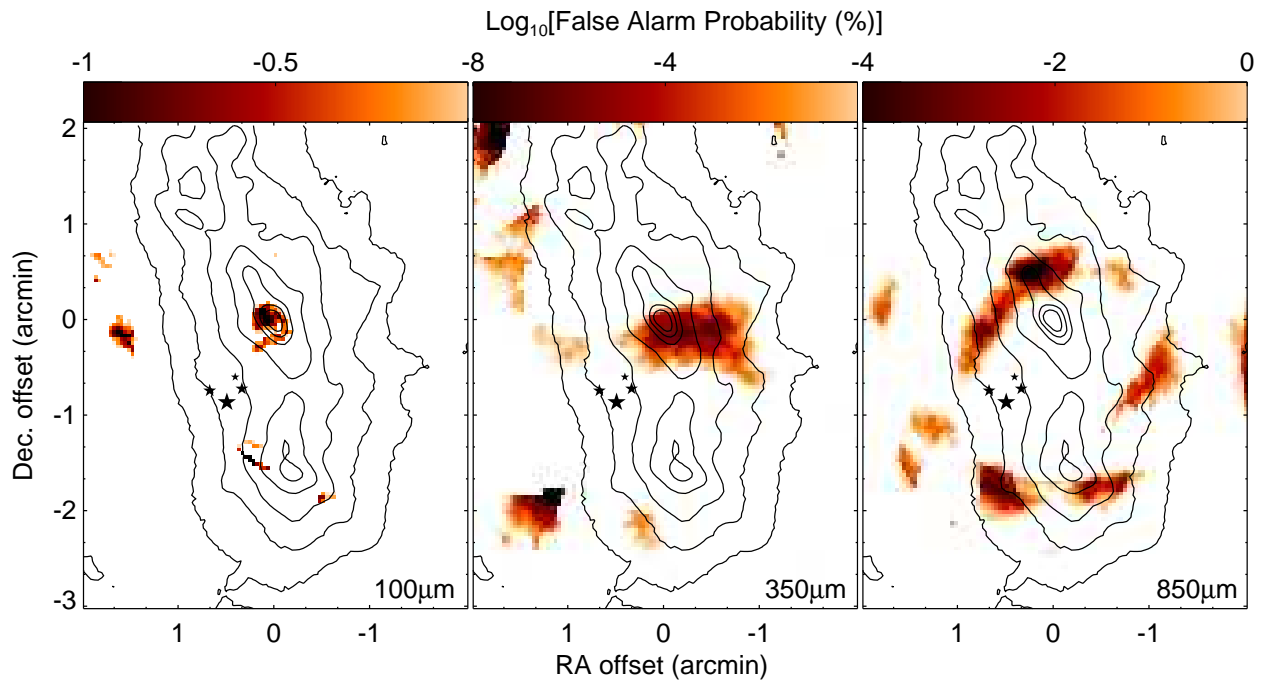 Log₁₀[False Alarm Probability (%)]
-1 -0.5 -8 -4 -4 -2 0
2
1
0
-1
-2
-3
Dec. offset (arcmin)
100μm 350μm 850μm
1 0 -1 1 0 -1 1 0 -1
RA offset (arcmin)